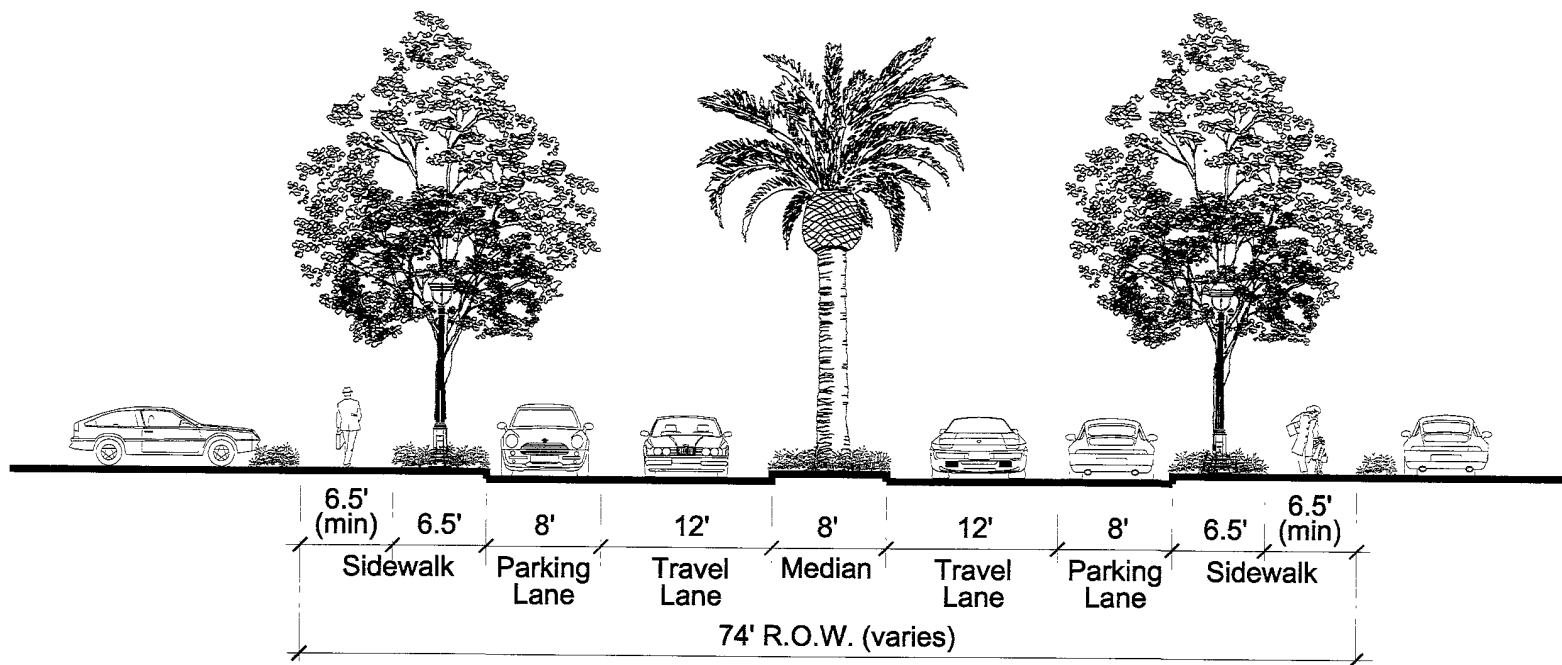 6.5'
(min)
6.5'
8'
12'
8'
12'
8'
6.5'
6.5'
(min)
Sidewalk
Parking
Lane
Travel
Lane
Median
Travel
Lane
Parking
Lane
Sidewalk
74' R.O.W. (varies)